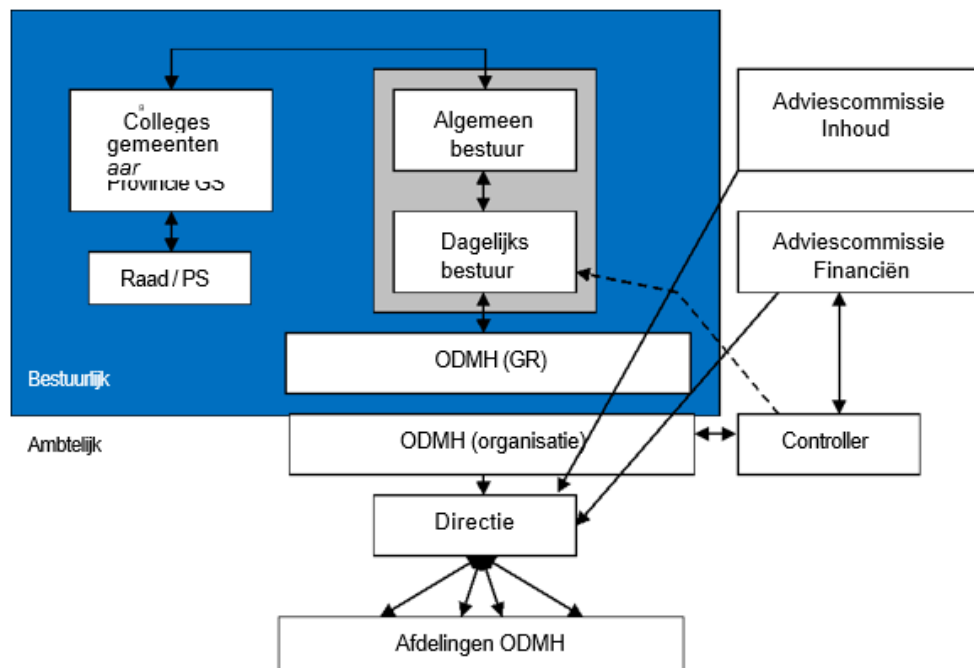 Colleges
gemeenten
aar
Provincie GS
Raad / PS
Algemeen
bestuur
Dagelijks
bestuur
ODMH (GR)
Bestuurlijk
Ambtelijk
ODMH (organisatie)
Directie
Afdelingen ODMH
Adviescommissie
Inhoud
Adviescommissie
Financiën
Controller